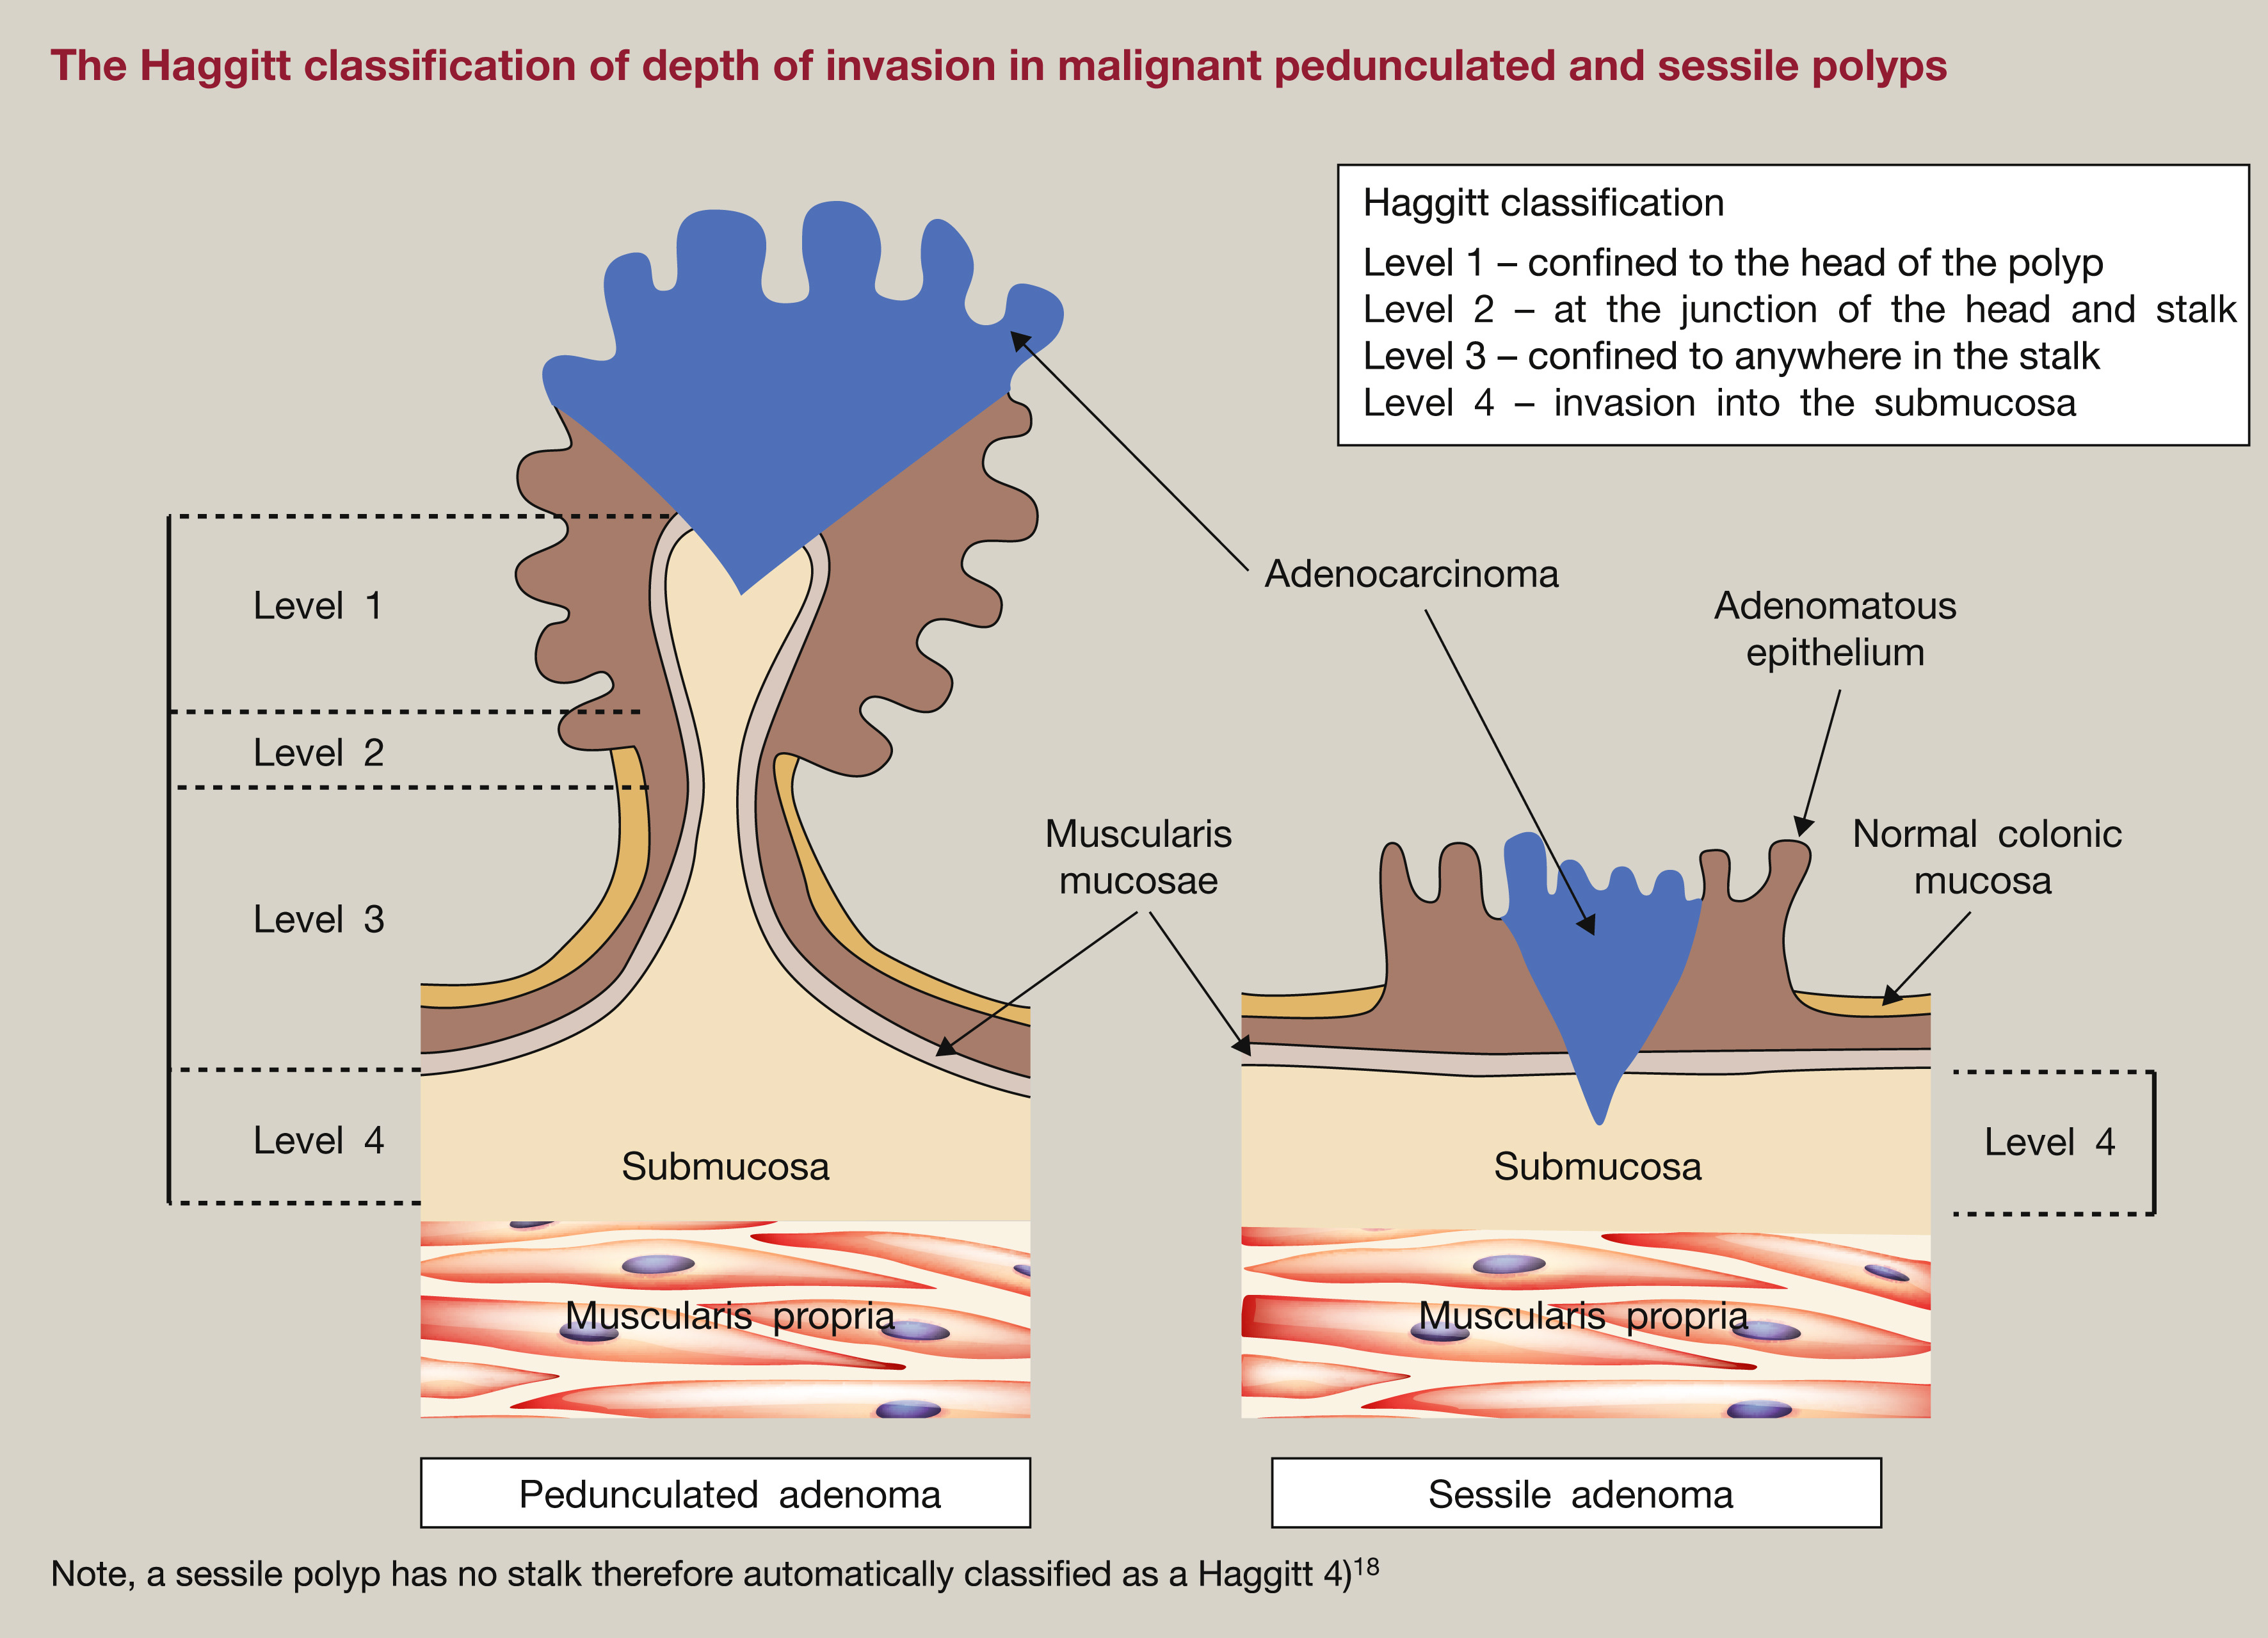 The Haggitt classification of depth of invasion in malignant pedunculated and sessile polyps
Haggitt classification
Level 1 – confined to the head of the polyp
Level 2 – at the junction of the head and stalk
Level 3 – confined to anywhere in the stalk
Level 4 – invasion into the submucosa
Level 1
Level 2
Level 3
Level 4
Adenocarcinoma
Adenomatous
epithelium
Muscularis
mucosae
Normal colonic
mucosa
Level 4
Submucosa
Submucosa
Muscularis propria
Muscularis propria
Pedunculated adenoma
Sessile adenoma
Note, a sessile polyp has no stalk therefore automatically classified as a Haggitt 4)18